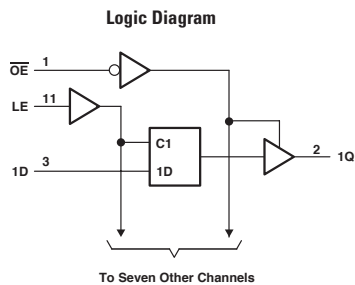 Logic Diagram
OE 1
LE 11
C1
1D 3
1D
2 1Q
To Seven Other Channels